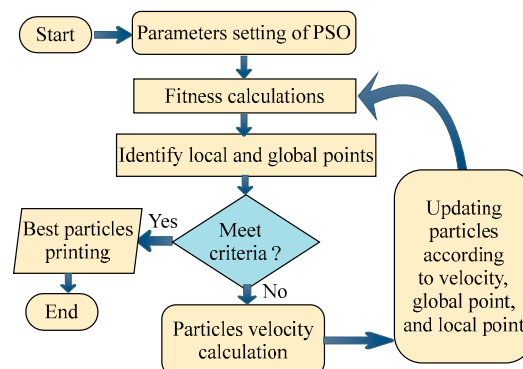 Start
Parameters setting of PSO
Fitness calculations
Identify local and global points
Meet
criteria ?
Yes
Best particles
printing
End
No
Particles velocity
calculation
Updating
particles
according
to velocity,
global point,
and local point